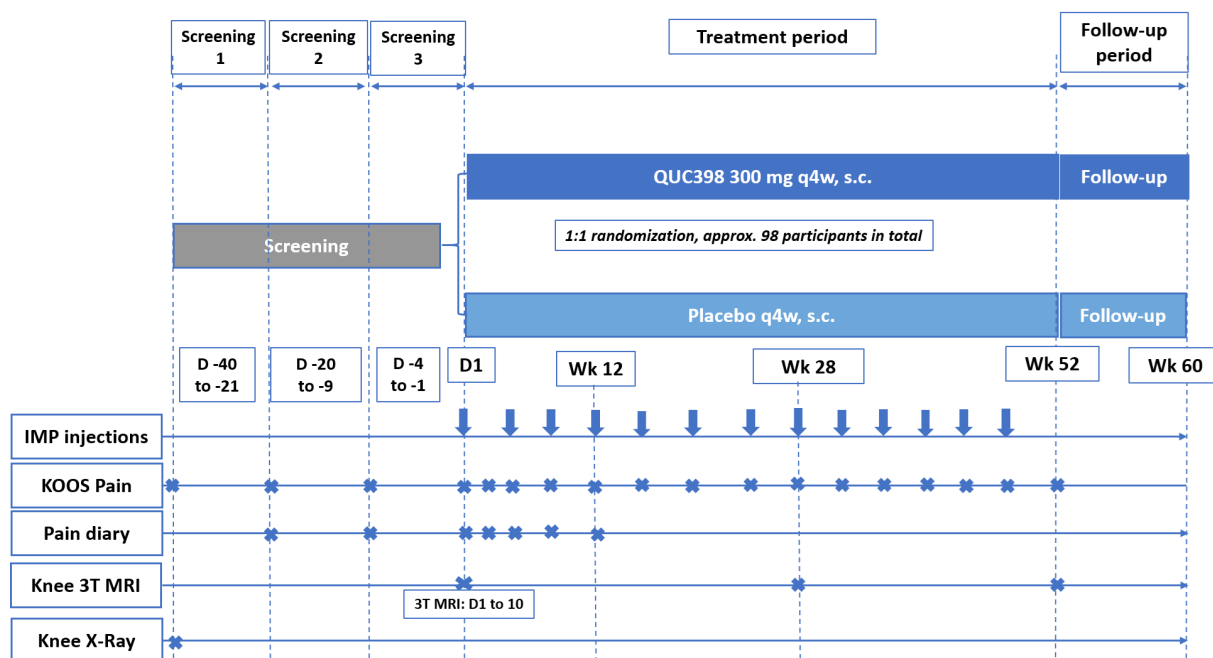 Screening
1
Screening
2
Screening
3
Treatment period
Follow-up
period
QUC398 300 mg q4w, s.c.
Follow-up
Screening
1:1 randomization, approx. 98 participants in total
Placebo q4w, s.c.
Follow-up
D -40
to -21
D -20
to -9
D -4
to -1
D1
Wk 12
Wk 28
Wk 52
Wk 60
IMP injections
KOOS Pain
Pain diary
Knee 3T MRI
3T MRI: D1 to 10
Knee X-Ray